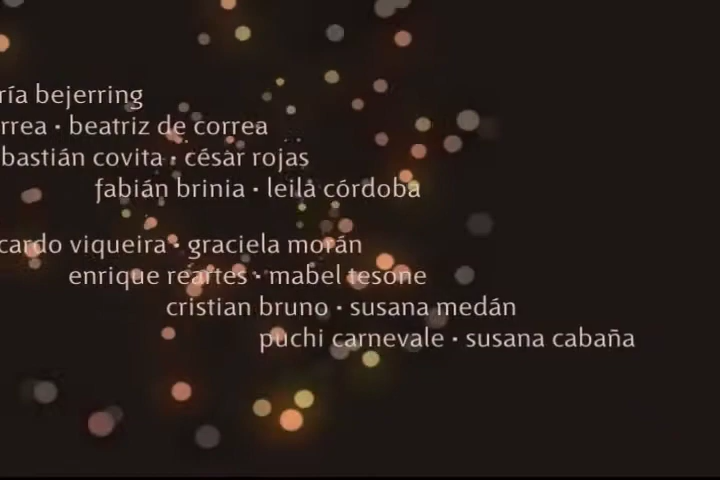 ría bejerring
rrea · beatriz de correa
bastián covita · césar rojas
fabián brinia · leila córdoba
cardo viqueira · graciela morán
enrique reartes · mabel tesone
cristian bruno · susana medán
puchi carnevale · susana cabaña